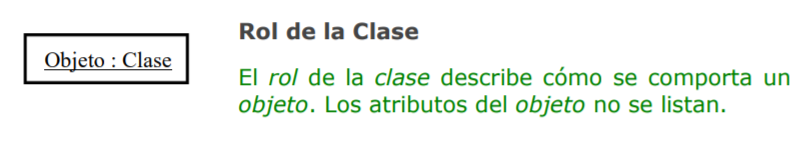 Objeto : Clase
Rol de la Clase
El rol de la clase describe cómo se comporta un
objeto. Los atributos del objeto no se listan.